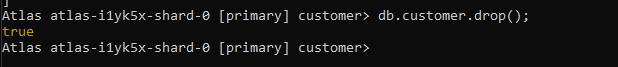 ]
Atlas atlas-i1yk5x-shard-0 [primary] customer> db.customer.drop();
true
Atlas atlas-i1yk5x-shard-0 [primary] customer>